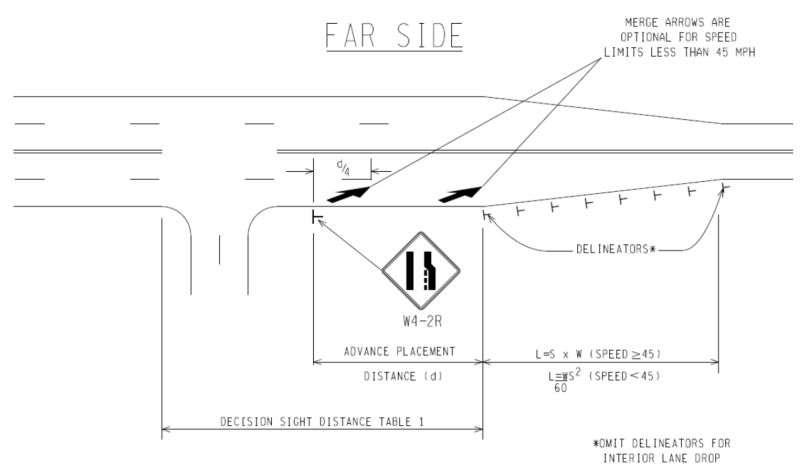 FAR SIDE
MERGE ARROWS ARE
OPTIONAL FOR SPEED
LIMITS LESS THAN 45 MPH
d/4
DELINEATORS*
W4-2R
ADVANCE PLACEMENT
DISTANCE (d)
L=S x W (SPEED ≥45)
L=WS² (SPEED <45)
60
DECISION SIGHT DISTANCE TABLE 1
*OMIT DELINEATORS FOR
INTERIOR LANE DROP